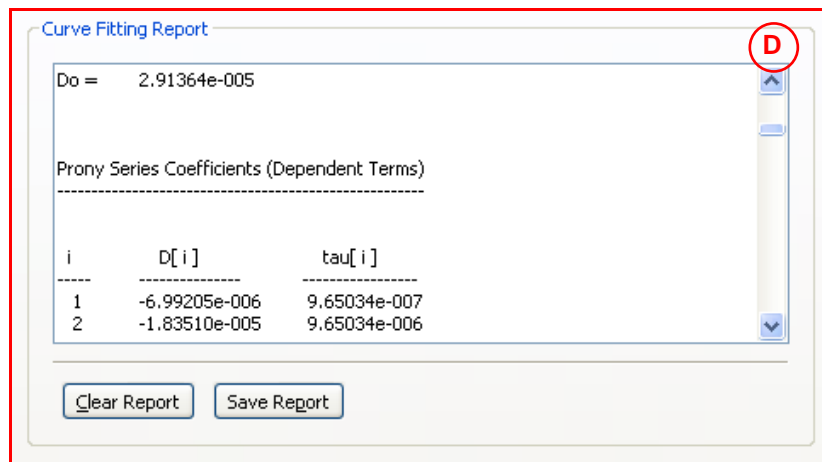 Curve Fitting Report
D
Do = 2.91364e-005
Prony Series Coefficients (Dependent Terms)
------------------------------------------------------
i D[ i ] tau[ i ]
----- --------------- -----------------
1 -6.99205e-006 9.65034e-007
2 -1.83510e-005 9.65034e-006
Clear Report Save Report